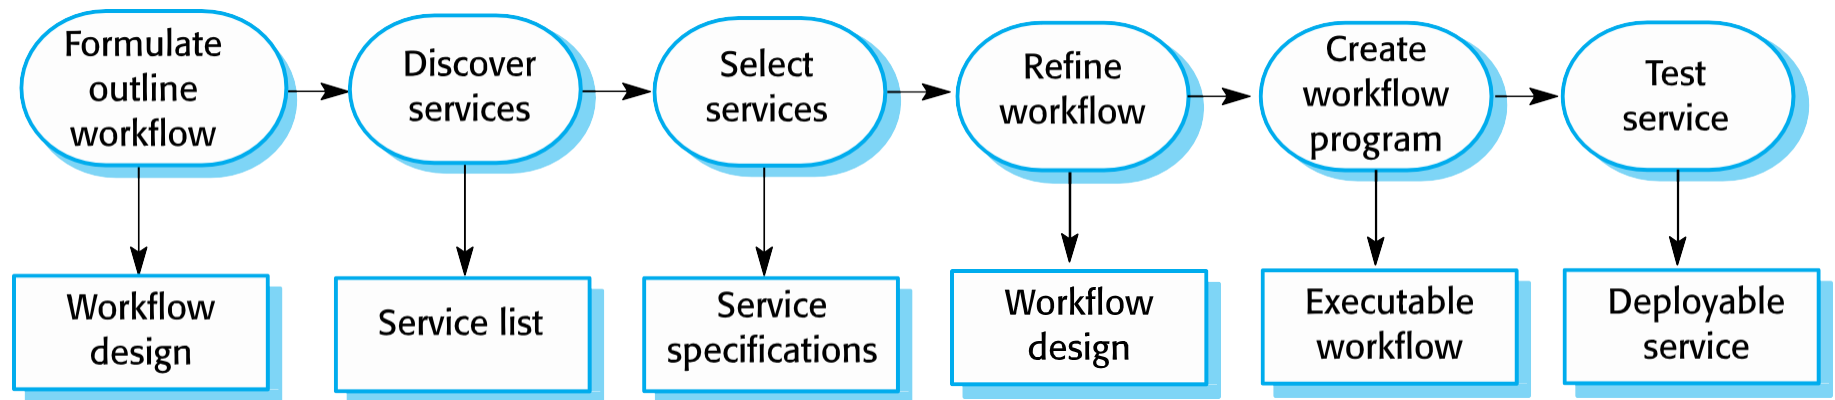 Formulate
outline
workflow
Discover
services
Select
services
Refine
workflow
Create
workflow
program
Test
service
Workflow
design
Service list
Service
specifications
Workflow
design
Executable
workflow
Deployable
service